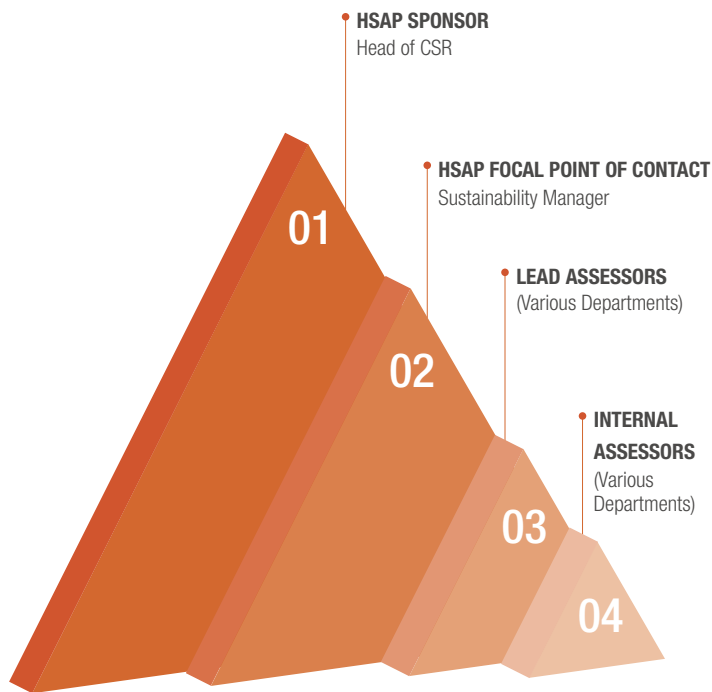 HSAP SPONSOR
Head of CSR
HSAP FOCAL POINT OF CONTACT
Sustainability Manager
01
LEAD ASSESSORS
(Various Departments)
02
INTERNAL
ASSESSORS
(Various
Departments)
03
04